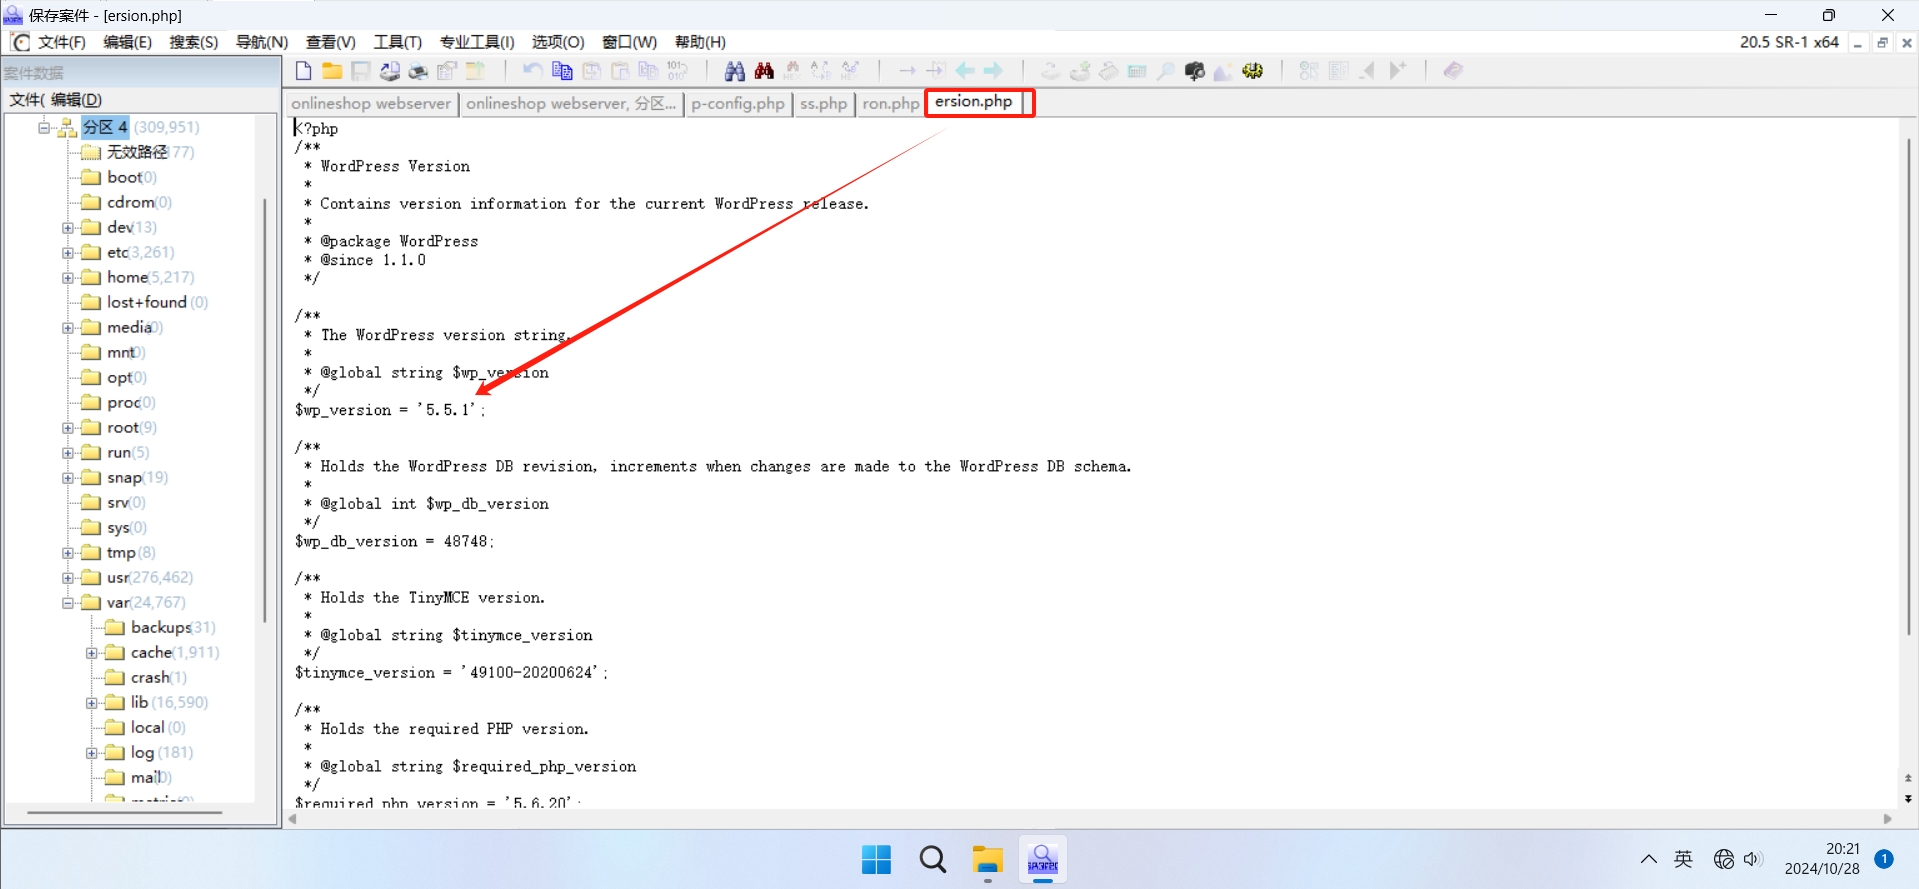 保存案件 - [ersion.php]
文件(F) 编辑(E) 搜索(S) 导航(N) 查看(V) 工具(T) 专业工具(I) 选项(O) 窗口(W) 帮助(H) 20.5 SR-1 x64
案件数据
文件( 编辑(D)
onlineshop webserver onlineshop webserver, 分区... p-config.php ss.php ron.php ersion.php
分区 4 (309,951)
无效路径177)
boot(0)
cdrom(0)
dev(13)
etc(3,261)
home(5,217)
lost+found (0)
media(0)
mnt(0)
opt(0)
proc(0)
root(9)
run(5)
snap(19)
srv(0)
sys(0)
tmp (8)
usr(276,462)
var(24,767)
backups(31)
cache(1,911)
crash(1)
lib (16,590)
local (0)
log (181)
mail(0)
<?php
/**
* WordPress Version
*
* Contains version information for the current WordPress release.
*
* @package WordPress
* @since 1.1.0
*/
/**
* The WordPress version string.
*
* @global string $wp_version
*/
$wp_version = '5.5.1';
/**
* Holds the WordPress DB revision, increments when changes are made to the WordPress DB schema.
*
* @global int $wp_db_version
*/
$wp_db_version = 48748;
/**
* Holds the TinyMCE version.
*
* @global string $tinymce_version
*/
$tinymce_version = '49100-20200624';
/**
* Holds the required PHP version.
*
* @global string $required_php_version
*/
$required_php_version = '5.6.20';
英
20:21
2024/10/28
1